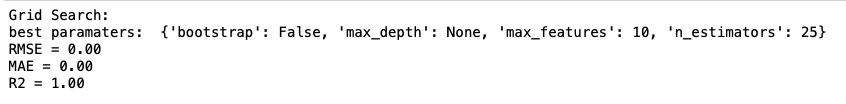 Grid Search:
best paramaters:  {'bootstrap': False, 'max_depth': None, 'max_features': 10, 'n_estimators': 25}
RMSE = 0.00
MAE = 0.00
R2 = 1.00